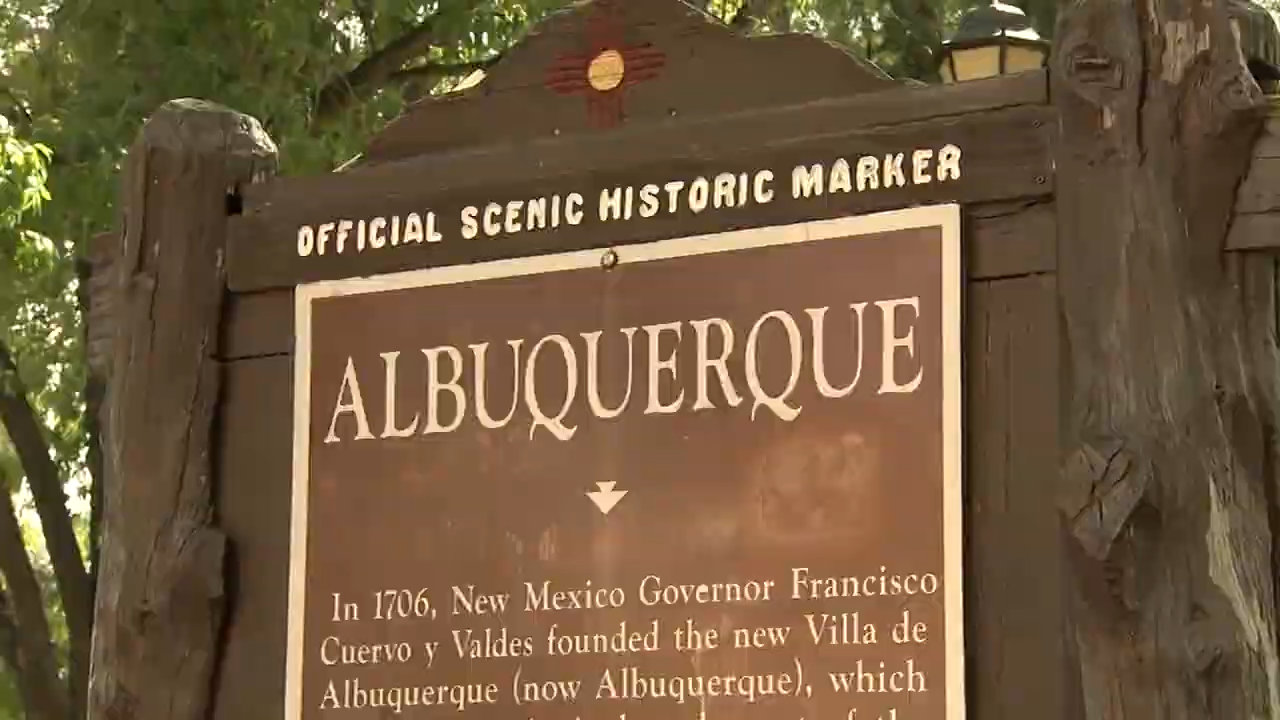 OFFICIAL SCENIC HISTORIC MARKER
ALBUQUERQUE
In 1706, New Mexico Governor Francisco
Cuervo y Valdes founded the new Villa de
Albuquerque (now Albuquerque), which